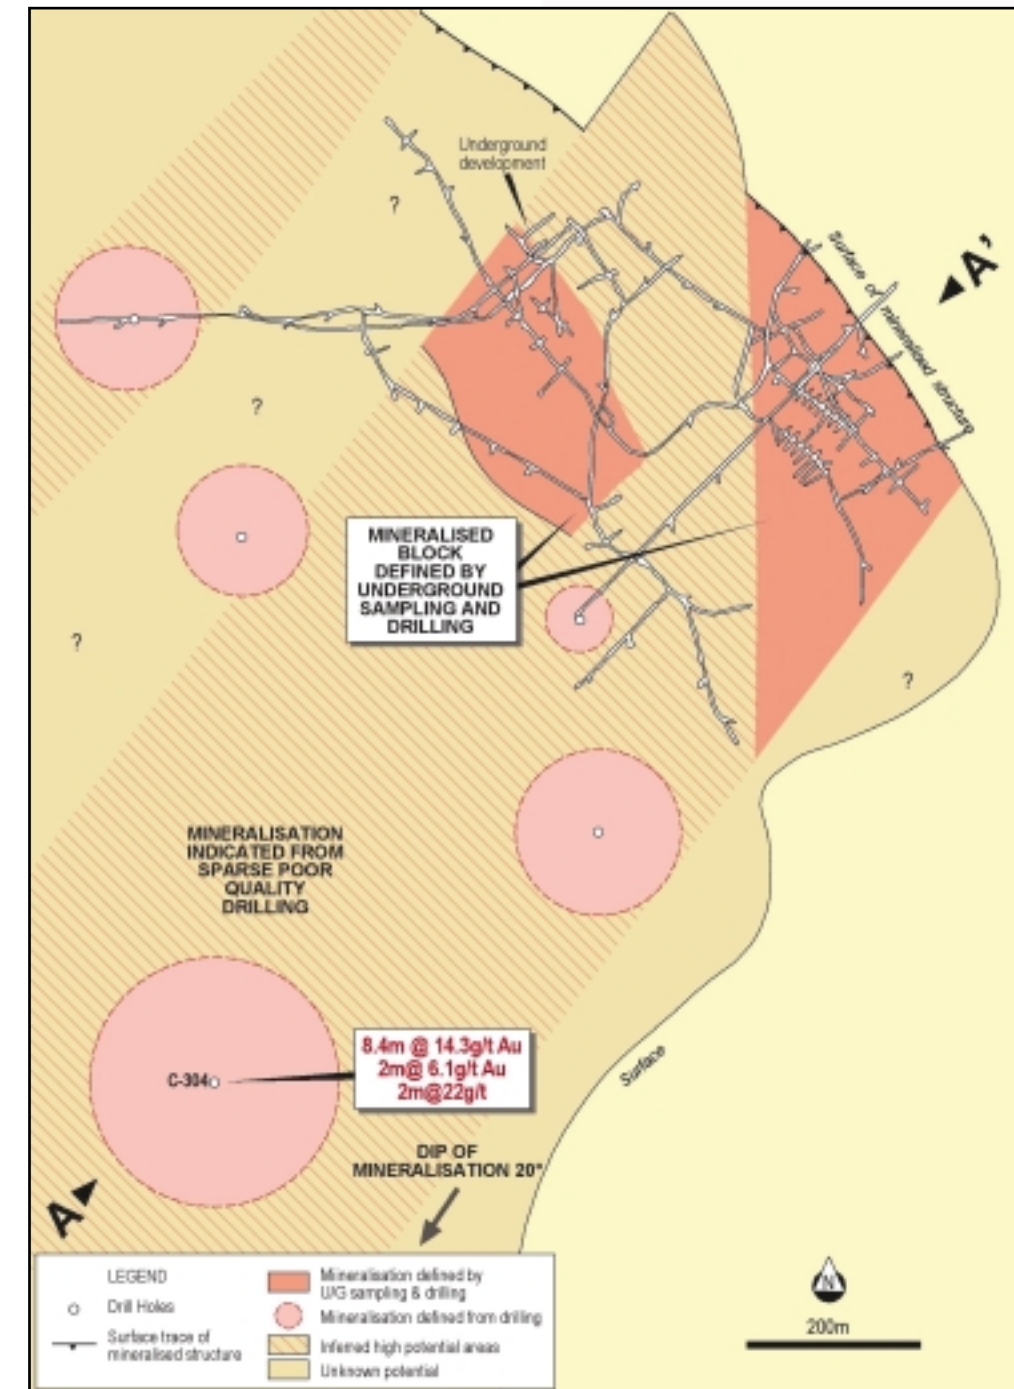 Underground
development
?
A'
Surface of mineralised structure
?
MINERALISED
BLOCK
DEFINED BY
UNDERGROUND
SAMPLING AND
DRILLING
?
?
MINERALISATION
INDICATED FROM
SPARSE POOR
QUALITY
DRILLING
8.4m @ 14.3g/t Au
2m@ 6.1g/t Au
2m@22g/t
C-304
Surface
DIP OF
MINERALISATION 20°
A
LEGEND
Drill Holes
Surface trace of
mineralised structure
Mineralisation defined by
U/G sampling & drilling
Mineralisation defined from drilling
Inferred high potential areas
Unknown potential
N
200m